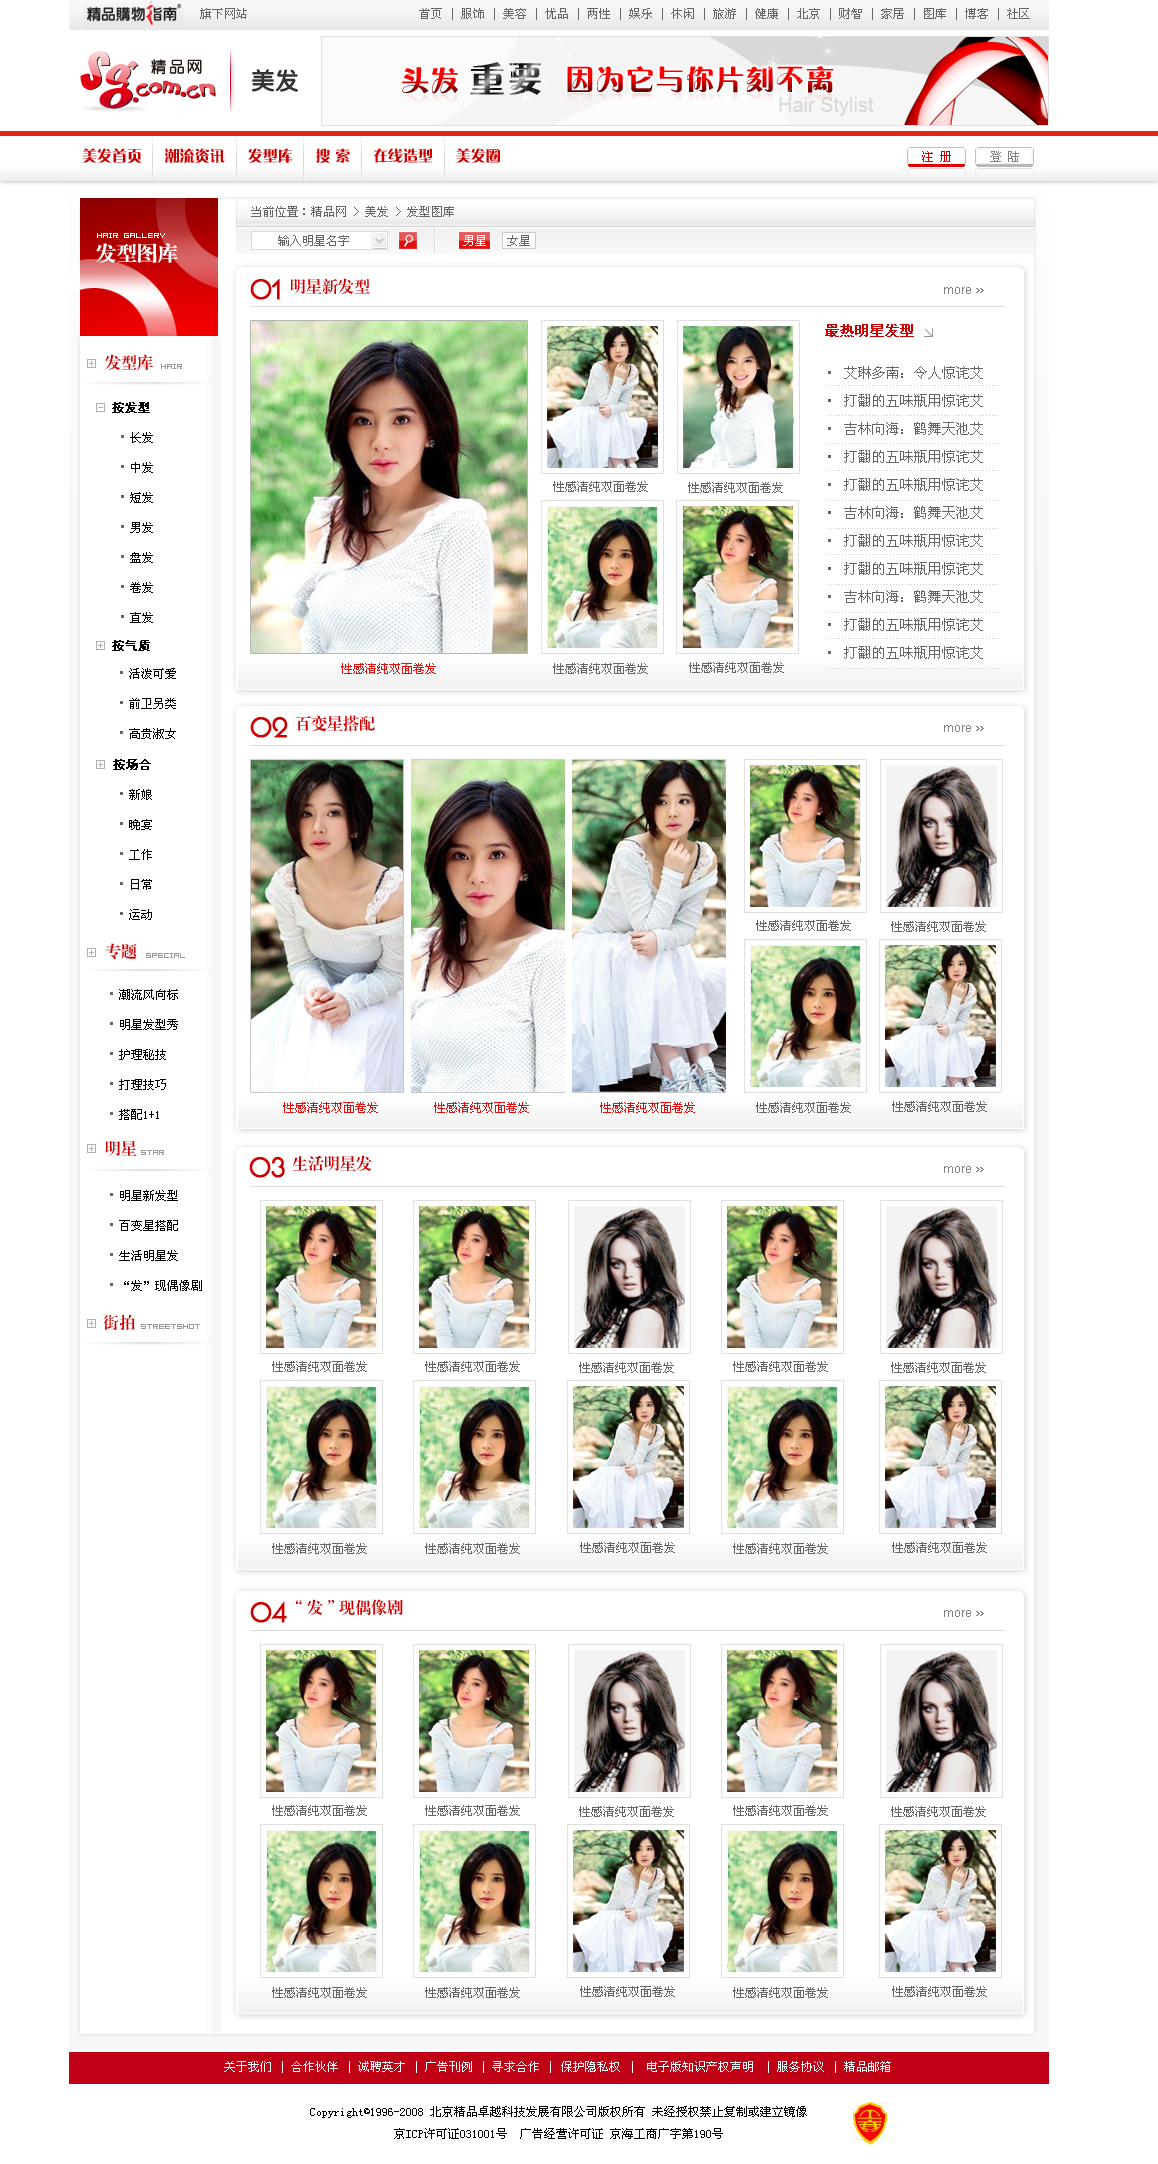 精品購物指南® 旗下网站 首页 | 服饰 | 美容 | 优品 | 两性 | 娱乐 | 休闲 | 旅游 | 健康 | 北京 | 财智 | 家居 | 图库 | 博客 | 社区
Sg.com.cn 精品网 美发
头发 重要 因为它与你片刻不离
Hair Stylist
美发首页 潮流资讯 发型库 搜 索 在线造型 美发圈 注 册 登 陆
HAIR GALLERY
发型图库
当前位置：精品网 > 美发 > 发型图库
输入明星名字 男星 女星
发型库 HAIR
按发型
长发
中发
短发
男发
盘发
卷发
直发
按气质
活泼可爱
前卫另类
高贵淑女
按场合
新娘
晚宴
工作
日常
运动
专题 SPECIAL
潮流风向标
明星发型秀
护理秘技
打理技巧
搭配1+1
明星 STAR
明星新发型
百变星搭配
生活明星发
“发”现偶像剧
街拍 STREETSHOT
01 明星新发型 more »
性感清纯双面卷发 性感清纯双面卷发
性感清纯双面卷发 性感清纯双面卷发 性感清纯双面卷发
最热明星发型
艾琳多南：令人惊诧艾
打翻的五味瓶用惊诧艾
吉林向海：鹤舞天池艾
打翻的五味瓶用惊诧艾
打翻的五味瓶用惊诧艾
吉林向海：鹤舞天池艾
打翻的五味瓶用惊诧艾
打翻的五味瓶用惊诧艾
吉林向海：鹤舞天池艾
打翻的五味瓶用惊诧艾
打翻的五味瓶用惊诧艾
02 百变星搭配 more »
性感清纯双面卷发 性感清纯双面卷发
性感清纯双面卷发 性感清纯双面卷发 性感清纯双面卷发 性感清纯双面卷发 性感清纯双面卷发
03 生活明星发 more »
性感清纯双面卷发 性感清纯双面卷发 性感清纯双面卷发 性感清纯双面卷发 性感清纯双面卷发
性感清纯双面卷发 性感清纯双面卷发 性感清纯双面卷发 性感清纯双面卷发 性感清纯双面卷发
04 “发”现偶像剧 more »
性感清纯双面卷发 性感清纯双面卷发 性感清纯双面卷发 性感清纯双面卷发 性感清纯双面卷发
性感清纯双面卷发 性感清纯双面卷发 性感清纯双面卷发 性感清纯双面卷发 性感清纯双面卷发
关于我们 | 合作伙伴 | 诚聘英才 | 广告刊例 | 寻求合作 | 保护隐私权 | 电子版知识产权声明 | 服务协议 | 精品邮箱
Copyright©1996-2008 北京精品卓越科技发展有限公司版权所有 未经授权禁止复制或建立镜像
京ICP许可证031001号 广告经营许可证 京海工商广字第190号